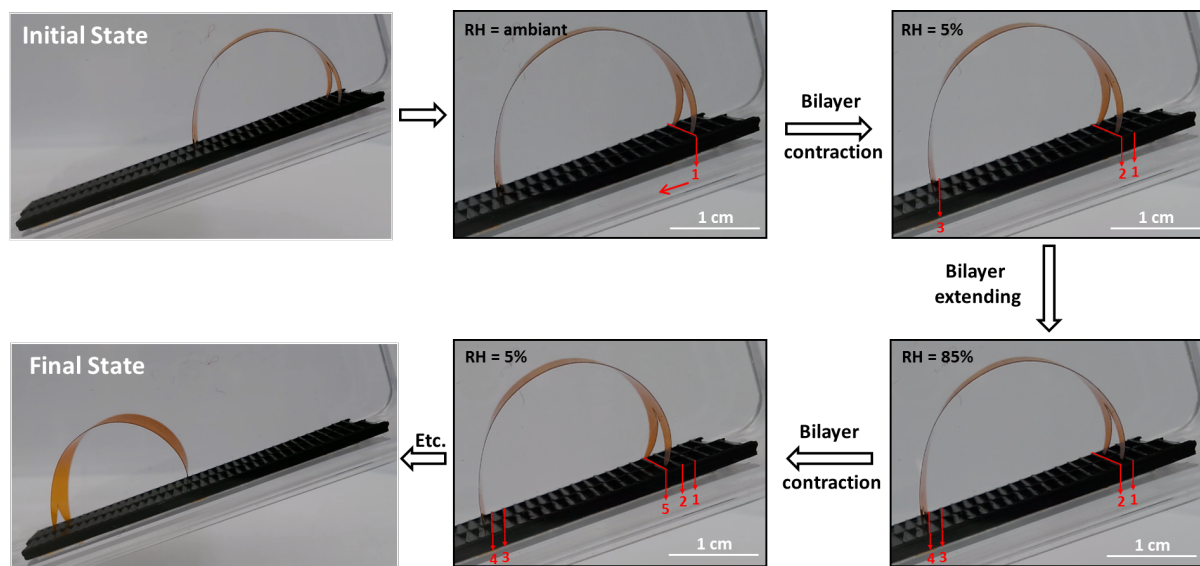 Initial State
RH = ambiant
1
1 cm
Bilayer
contraction
RH = 5%
2 1
3
1 cm
Bilayer
extending
Final State
Etc.
RH = 5%
5 2 1
4 3
1 cm
Bilayer
contraction
RH = 85%
2 1
4 3
1 cm